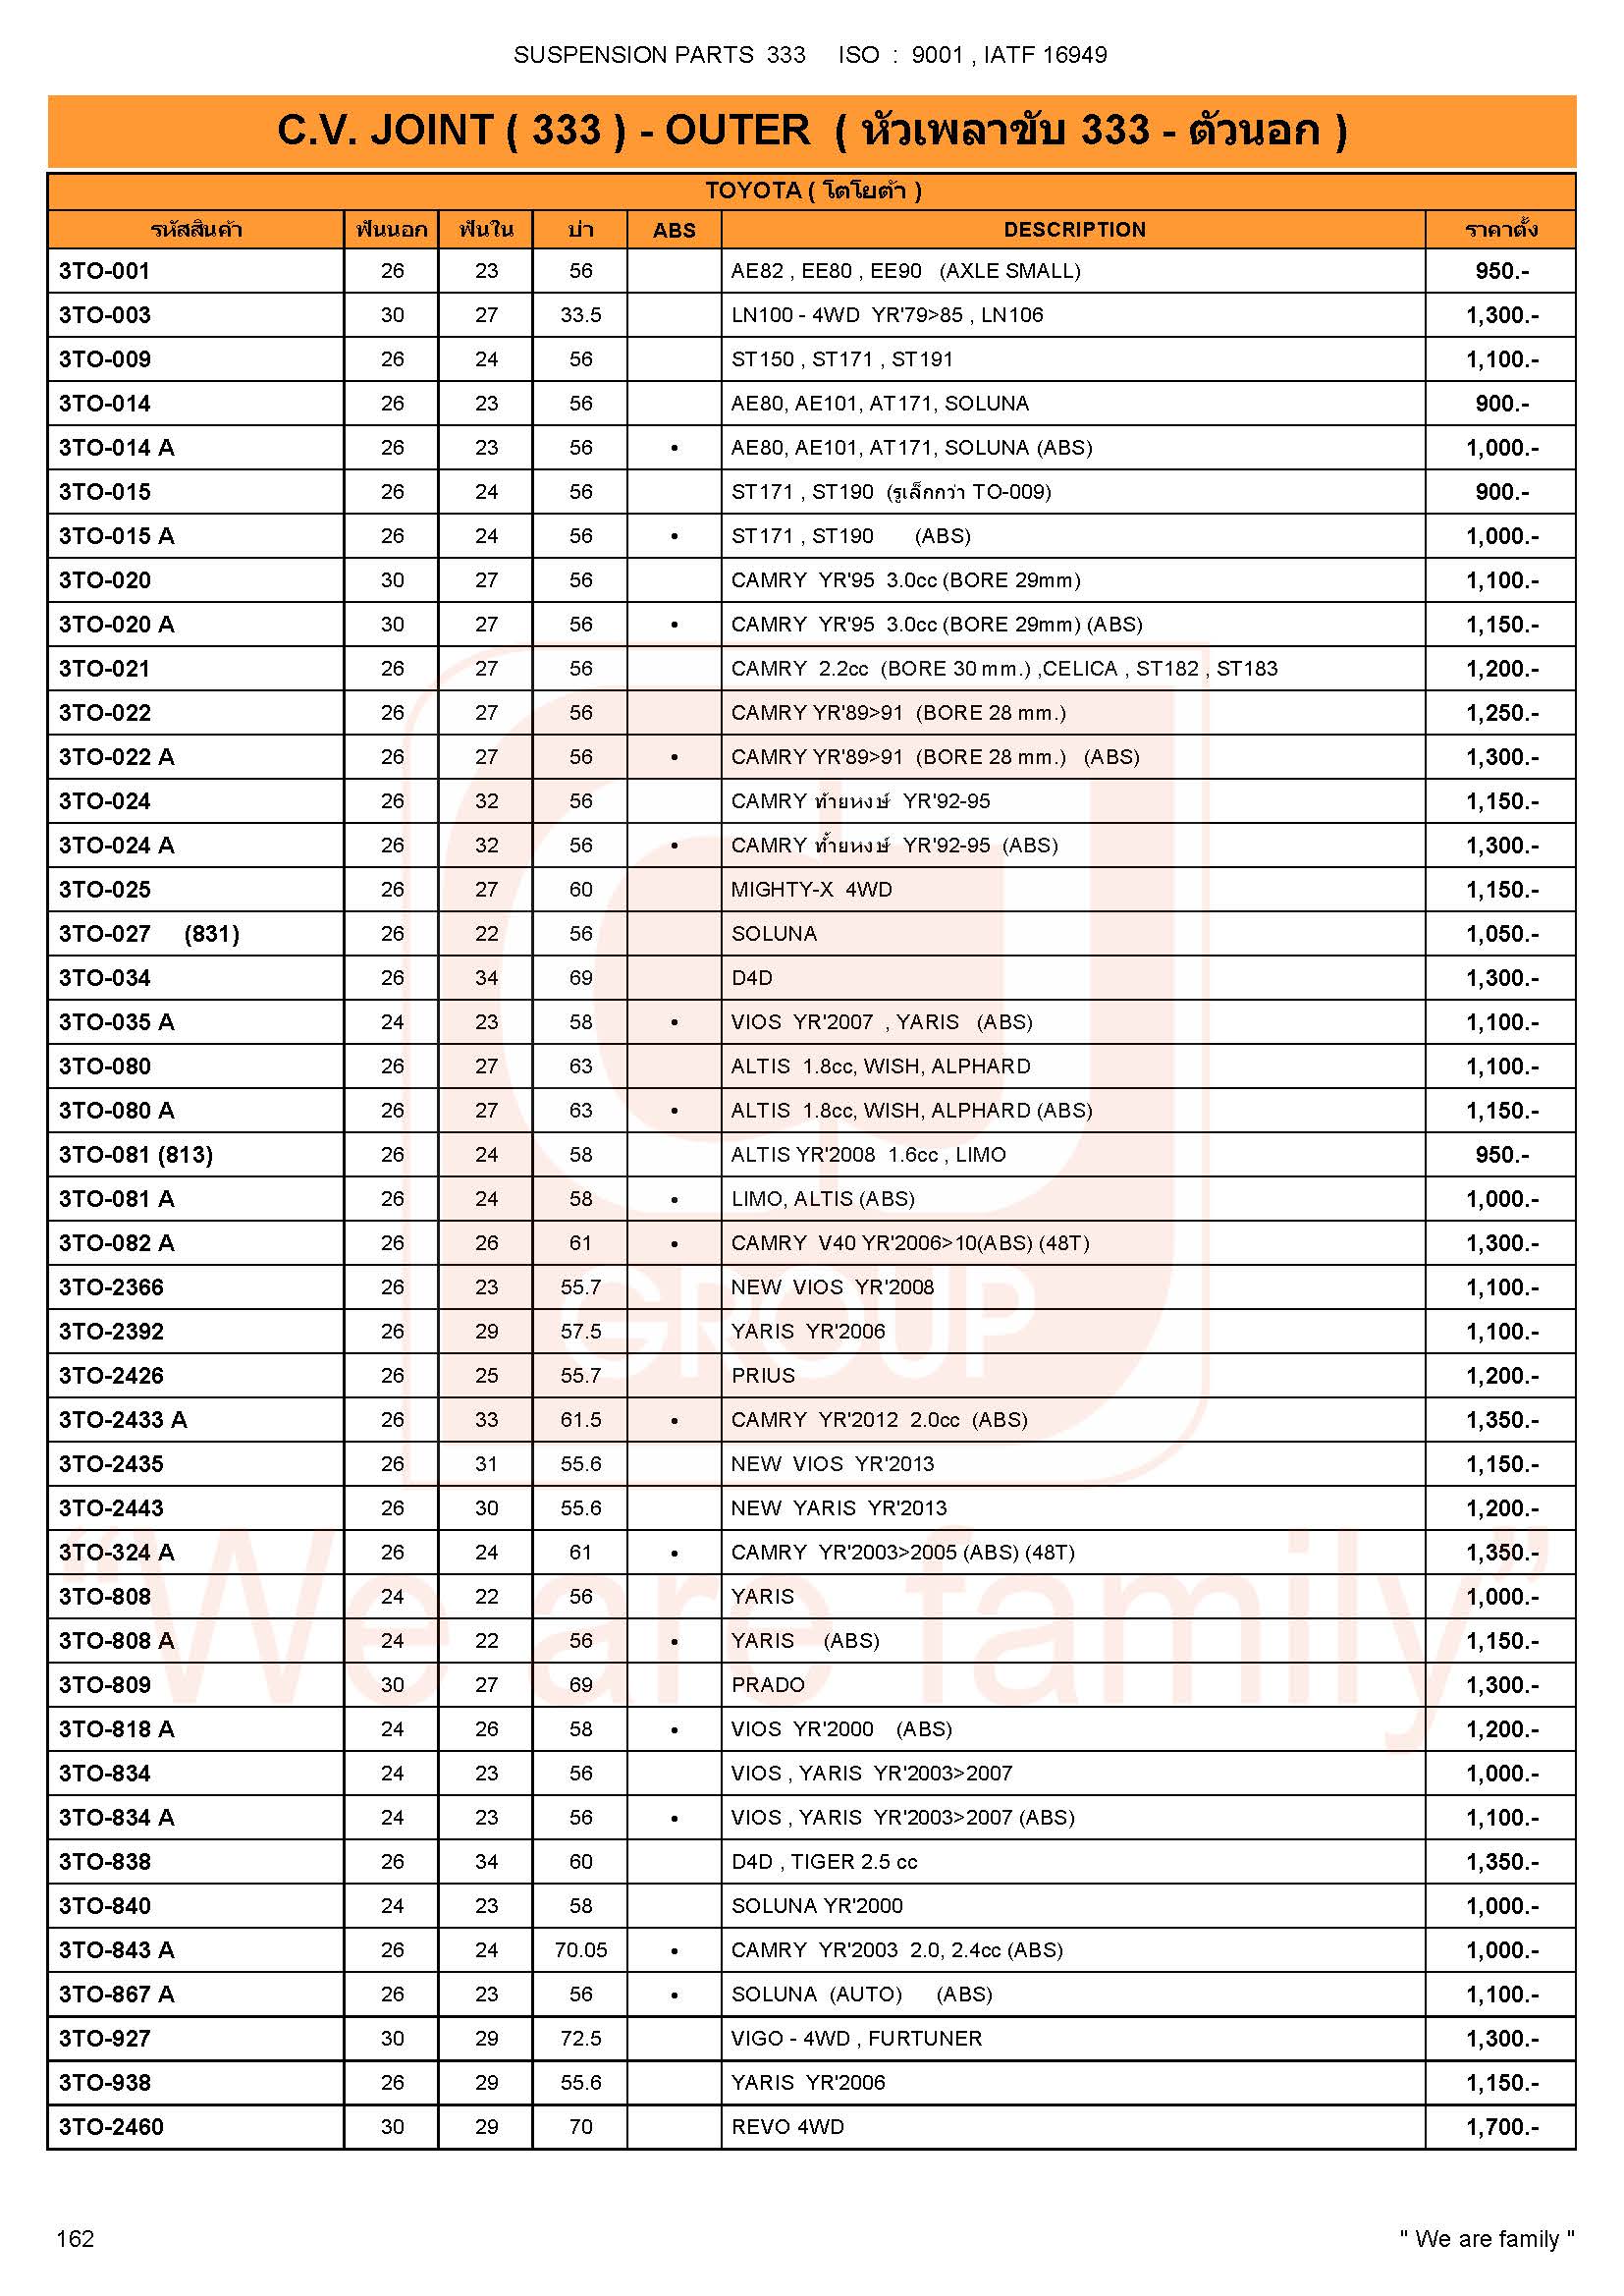 SUSPENSION PARTS 333 ISO : 9001 , IATF 16949
C.V. JOINT ( 333 ) - OUTER ( หัวเพลาขับ 333 - ตัวนอก )
TOYOTA ( โตโยต้า )
รหัสสินค้า ฟันนอก ฟันใน บ่า ABS DESCRIPTION ราคาตั้ง
3TO-001 26 23 56 AE82 , EE80 , EE90 (AXLE SMALL) 950.-
3TO-003 30 27 33.5 LN100 - 4WD YR'79>85 , LN106 1,300.-
3TO-009 26 24 56 ST150 , ST171 , ST191 1,100.-
3TO-014 26 23 56 AE80, AE101, AT171, SOLUNA 900.-
3TO-014 A 26 23 56 • AE80, AE101, AT171, SOLUNA (ABS) 1,000.-
3TO-015 26 24 56 ST171 , ST190 (รูเล็กกว่า TO-009) 900.-
3TO-015 A 26 24 56 • ST171 , ST190 (ABS) 1,000.-
3TO-020 30 27 56 CAMRY YR'95 3.0cc (BORE 29mm) 1,100.-
3TO-020 A 30 27 56 • CAMRY YR'95 3.0cc (BORE 29mm) (ABS) 1,150.-
3TO-021 26 27 56 CAMRY 2.2cc (BORE 30 mm.) ,CELICA , ST182 , ST183 1,200.-
3TO-022 26 27 56 CAMRY YR'89>91 (BORE 28 mm.) 1,250.-
3TO-022 A 26 27 56 • CAMRY YR'89>91 (BORE 28 mm.) (ABS) 1,300.-
3TO-024 26 32 56 CAMRY ท้ายหงษ์ YR'92-95 1,150.-
3TO-024 A 26 32 56 • CAMRY ท้ายหงษ์ YR'92-95 (ABS) 1,300.-
3TO-025 26 27 60 MIGHTY-X 4WD 1,150.-
3TO-027 (831) 26 22 56 SOLUNA 1,050.-
3TO-034 26 34 69 D4D 1,300.-
3TO-035 A 24 23 58 • VIOS YR'2007 , YARIS (ABS) 1,100.-
3TO-080 26 27 63 ALTIS 1.8cc, WISH, ALPHARD 1,100.-
3TO-080 A 26 27 63 • ALTIS 1.8cc, WISH, ALPHARD (ABS) 1,150.-
3TO-081 (813) 26 24 58 ALTIS YR'2008 1.6cc , LIMO 950.-
3TO-081 A 26 24 58 • LIMO, ALTIS (ABS) 1,000.-
3TO-082 A 26 26 61 • CAMRY V40 YR'2006>10(ABS) (48T) 1,300.-
3TO-2366 26 23 55.7 NEW VIOS YR'2008 1,100.-
3TO-2392 26 29 57.5 YARIS YR'2006 1,100.-
3TO-2426 26 25 55.7 PRIUS 1,200.-
3TO-2433 A 26 33 61.5 • CAMRY YR'2012 2.0cc (ABS) 1,350.-
3TO-2435 26 31 55.6 NEW VIOS YR'2013 1,150.-
3TO-2443 26 30 55.6 NEW YARIS YR'2013 1,200.-
3TO-324 A 26 24 61 • CAMRY YR'2003>2005 (ABS) (48T) 1,350.-
3TO-808 24 22 56 YARIS 1,000.-
3TO-808 A 24 22 56 • YARIS (ABS) 1,150.-
3TO-809 30 27 69 PRADO 1,300.-
3TO-818 A 24 26 58 • VIOS YR'2000 (ABS) 1,200.-
3TO-834 24 23 56 VIOS , YARIS YR'2003>2007 1,000.-
3TO-834 A 24 23 56 • VIOS , YARIS YR'2003>2007 (ABS) 1,100.-
3TO-838 26 34 60 D4D , TIGER 2.5 cc 1,350.-
3TO-840 24 23 58 SOLUNA YR'2000 1,000.-
3TO-843 A 26 24 70.05 • CAMRY YR'2003 2.0, 2.4cc (ABS) 1,000.-
3TO-867 A 26 23 56 • SOLUNA (AUTO) (ABS) 1,100.-
3TO-927 30 29 72.5 VIGO - 4WD , FURTUNER 1,300.-
3TO-938 26 29 55.6 YARIS YR'2006 1,150.-
3TO-2460 30 29 70 REVO 4WD 1,700.-
GROUP
“We are family”
162 " We are family "